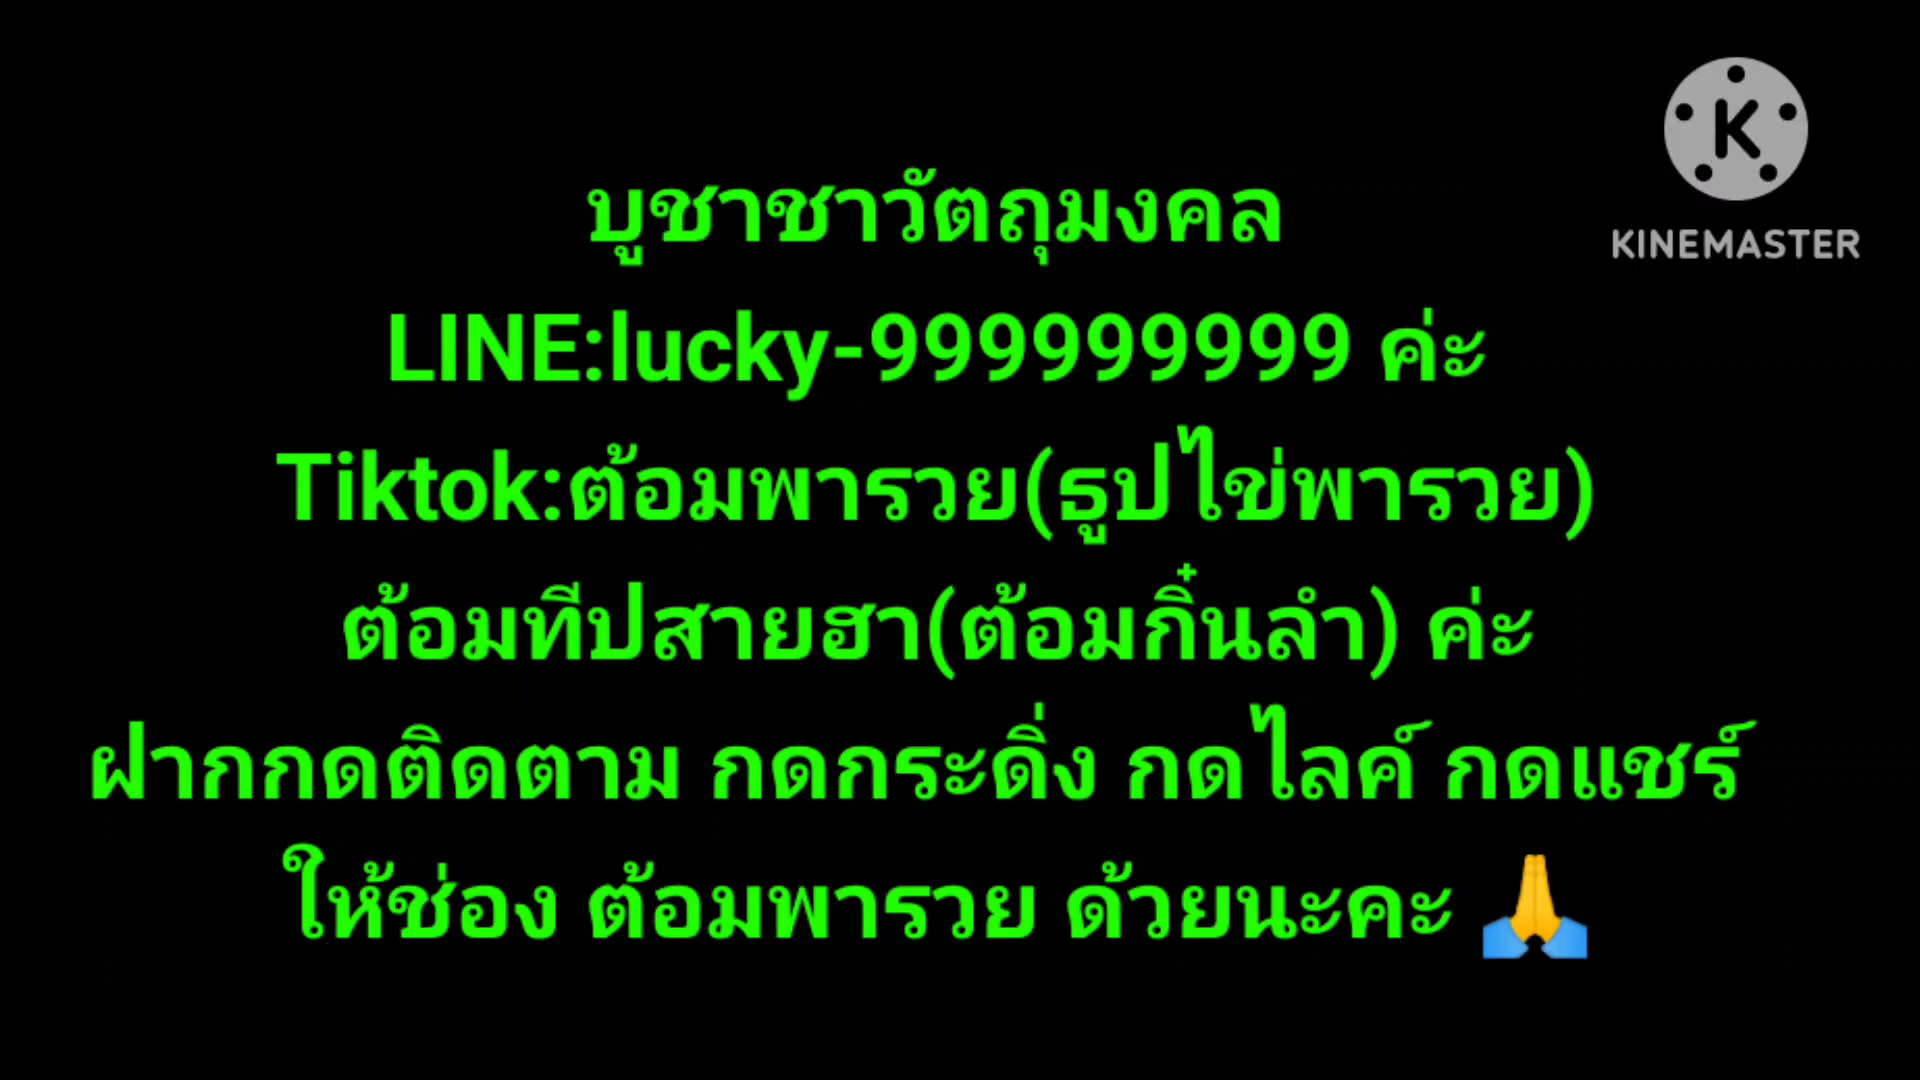 บูชาชาวัตถุมงคล
LINE:lucky-999999999 ค่ะ
Tiktok:ต้อมพารวย(ธูปไข่พารวย)
ต้อมทีปสายฮา(ต้อมกิ๋นลำ) ค่ะ
ฝากกดติดตาม กดกระดิ่ง กดไลค์ กดแชร์
ให้ช่อง ต้อมพารวย ด้วยนะคะ 🙏
K
KINEMASTER